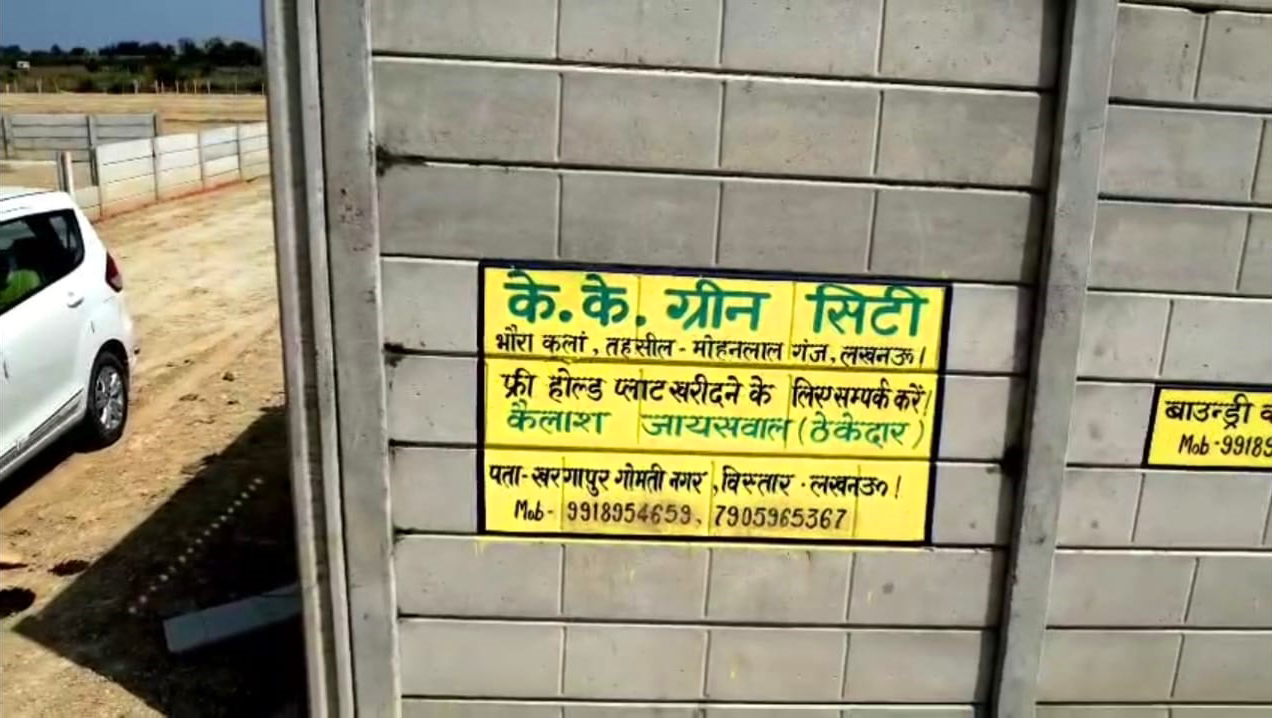 के.के. ग्रीन सिटी
भौरा कलां, तहसील - मोहनलाल गंज, लखनऊ।
फ्री होल्ड प्लाट खरीदने के लिए सम्पर्क करें।
कैलाश जायसवाल (ठेकेदार)
पता - खरगापुर गोमती नगर, विस्तार - लखनऊ।
Mob - 9918954659, 7905965367
बाउन्ड्री
Mob - 99189